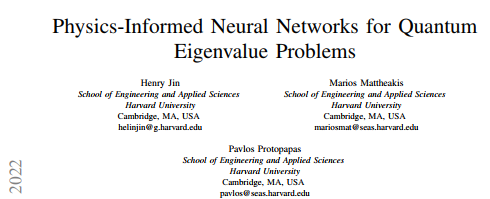 Physics-Informed Neural Networks for Quantum
Eigenvalue Problems
Henry Jin
School of Engineering and Applied Sciences
Harvard University
Cambridge, MA, USA
helinjin@g.harvard.edu
Marios Mattheakis
School of Engineering and Applied Sciences
Harvard University
Cambridge, MA, USA
mariosmat@seas.harvard.edu
Pavlos Protopapas
School of Engineering and Applied Sciences
Harvard University
Cambridge, MA, USA
pavlos@seas.harvard.edu
2022